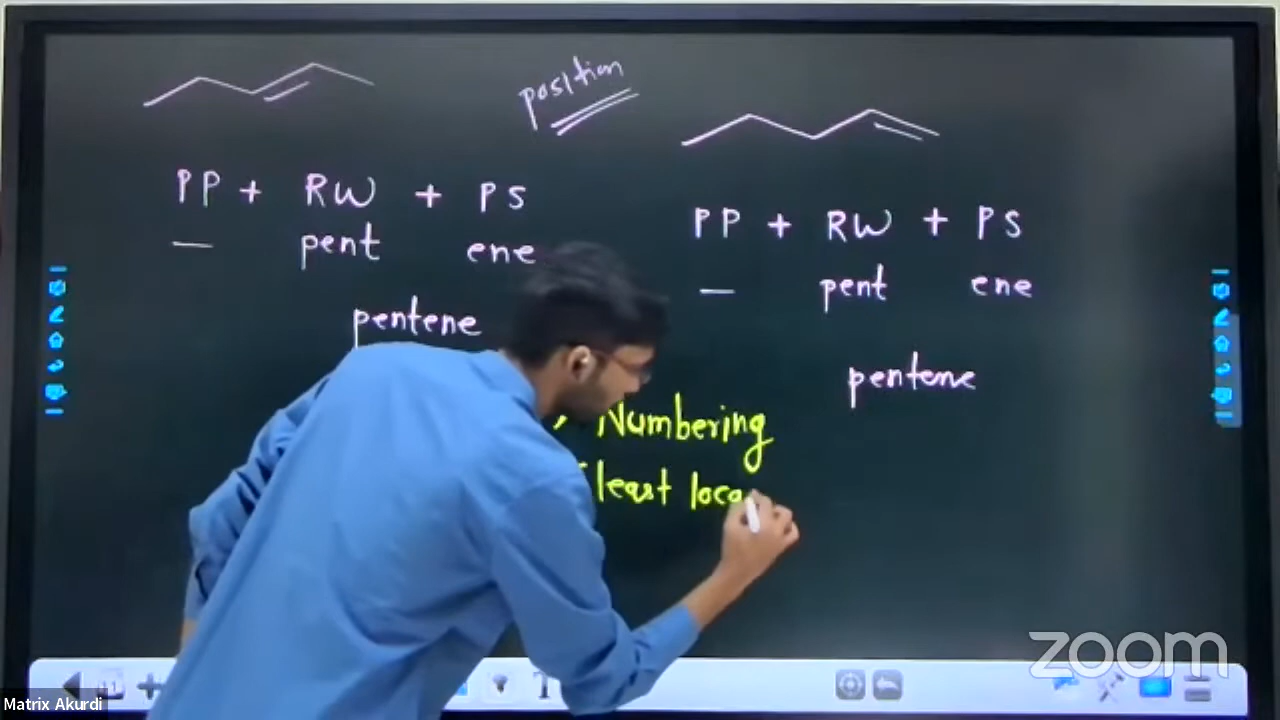 position
PP + RW + PS
— pent ene
pentene
PP + RW + PS
— pent ene
pentene
Numbering
least loca
zoom
Matrix Akurdi